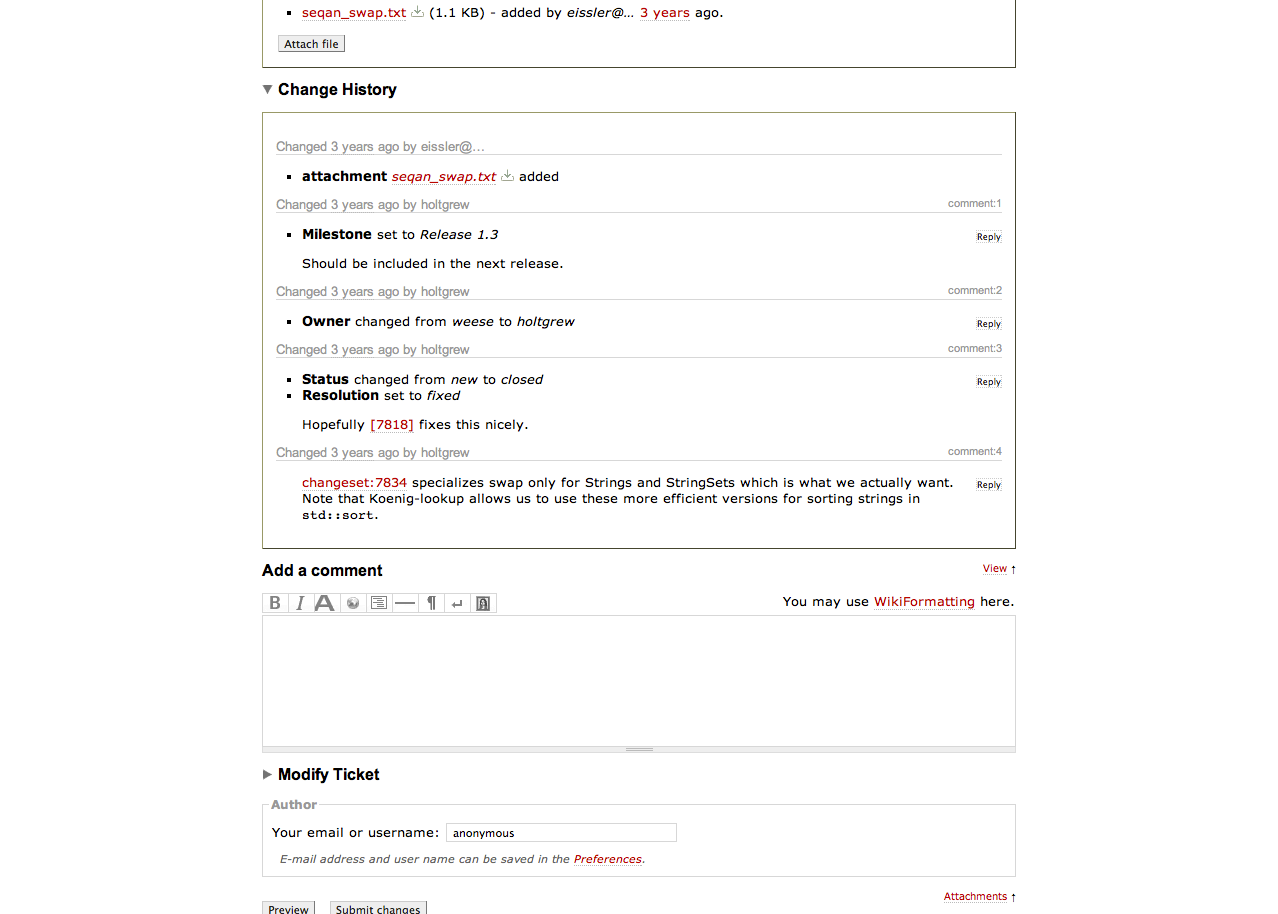 seqan_swap.txt (1.1 KB) - added by eissler@... 3 years ago.
Attach file
Change History
Changed 3 years ago by eissler@…
attachment seqan_swap.txt added
Changed 3 years ago by holtgrew comment:1
Milestone set to Release 1.3 Reply
Should be included in the next release.
Changed 3 years ago by holtgrew comment:2
Owner changed from weese to holtgrew Reply
Changed 3 years ago by holtgrew comment:3
Status changed from new to closed Reply
Resolution set to fixed
Hopefully [7818] fixes this nicely.
Changed 3 years ago by holtgrew comment:4
changeset:7834 specializes swap only for Strings and StringSets which is what we actually want. Reply
Note that Koenig-lookup allows us to use these more efficient versions for sorting strings in
std::sort.
Add a comment View ↑
B I A ¶ You may use WikiFormatting here.
Modify Ticket
Author
Your email or username: anonymous
E-mail address and user name can be saved in the Preferences.
Attachments ↑
Preview Submit changes